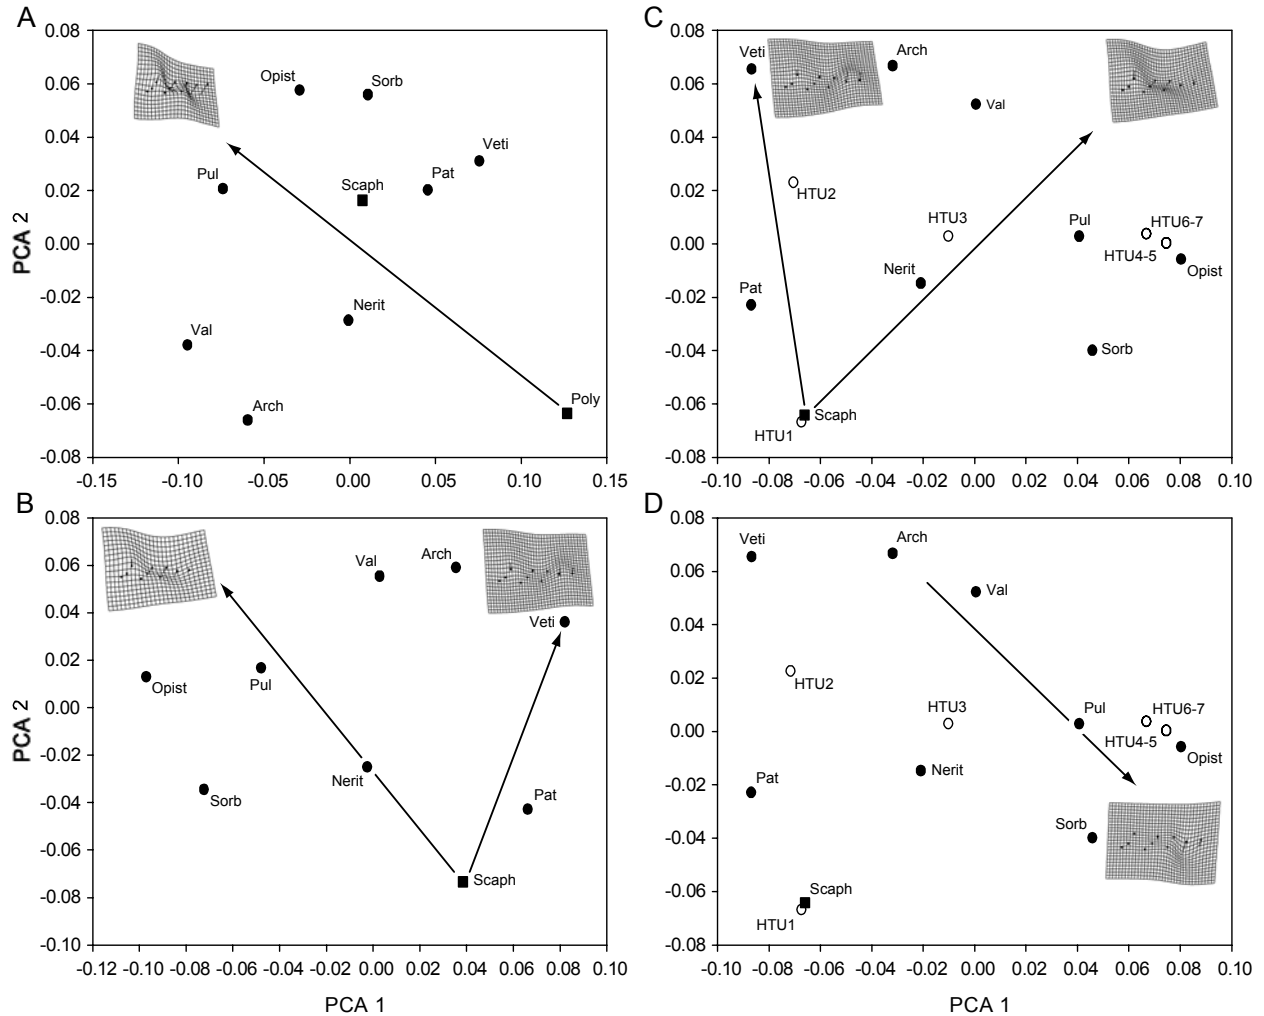 A
0.08
0.06
0.04
0.02
0.00
-0.02
-0.04
-0.06
-0.08
PCA 2
Opist
Sorb
Veti
Pul
Scaph
Pat
Nerit
Val
Arch
Poly
-0.15 -0.10 -0.05 0.00 0.05 0.10 0.15
C
0.08
0.06
0.04
0.02
0.00
-0.02
-0.04
-0.06
-0.08
Veti
Arch
Val
HTU2
HTU3
Pul
HTU6-7
HTU4-5
Nerit
Opist
Pat
Sorb
Scaph
HTU1
-0.10 -0.08 -0.06 -0.04 -0.02 0.00 0.02 0.04 0.06 0.08 0.10
B
0.08
0.06
0.04
0.02
0.00
-0.02
-0.04
-0.06
-0.08
-0.10
PCA 2
Val
Arch
Veti
Opist
Pul
Nerit
Sorb
Pat
Scaph
-0.12 -0.10 -0.08 -0.06 -0.04 -0.02 0.00 0.02 0.04 0.06 0.08 0.10
PCA 1
D
0.08
0.06
0.04
0.02
0.00
-0.02
-0.04
-0.06
-0.08
Veti
Arch
Val
HTU2
HTU3
Pul
HTU6-7
HTU4-5
Opist
Nerit
Pat
Sorb
Scaph
HTU1
-0.10 -0.08 -0.06 -0.04 -0.02 0.00 0.02 0.04 0.06 0.08 0.10
PCA 1